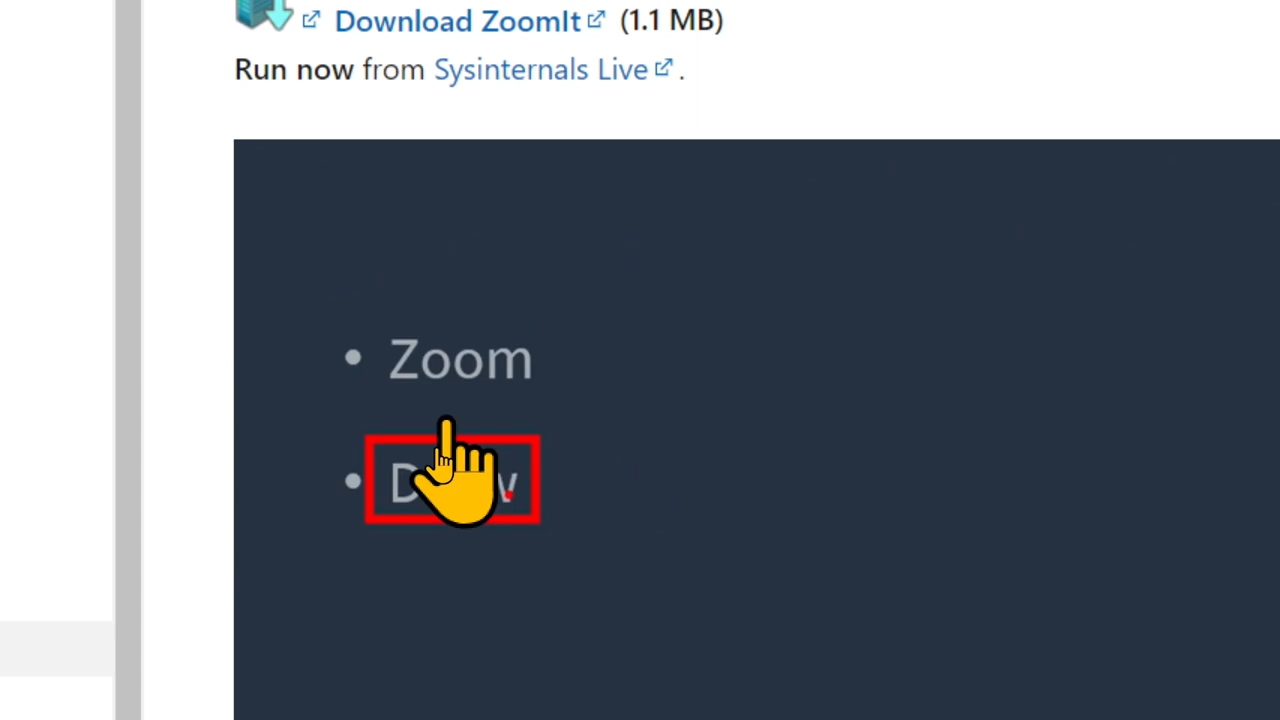 Download ZoomIt (1.1 MB)
Run now from Sysinternals Live .
• Zoom